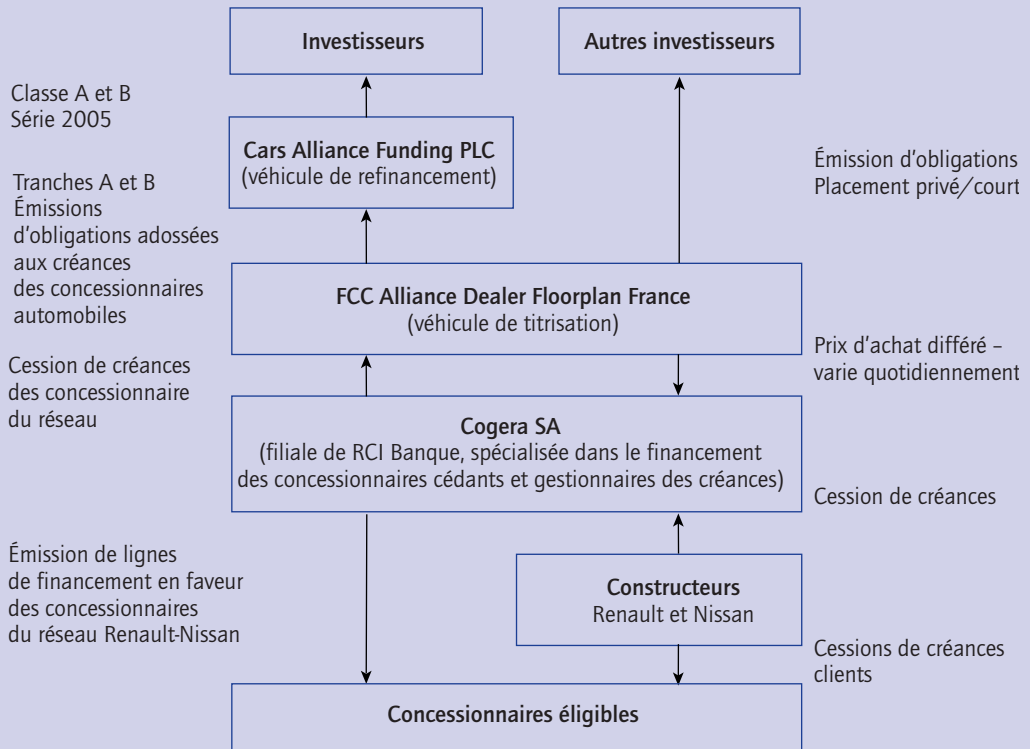 Investisseurs
Autres investisseurs
Classe A et B
Série 2005
Cars Alliance Funding PLC
(véhicule de refinancement)
Émission d'obligations
Placement privé/court
Tranches A et B
Émissions
d'obligations adossées
aux créances
des concessionnaires
automobiles
FCC Alliance Dealer Floorplan France
(véhicule de titrisation)
Cession de créances
des concessionnaire
du réseau
Prix d'achat différé –
varie quotidiennement
Cogera SA
(filiale de RCI Banque, spécialisée dans le financement
des concessionnaires cédants et gestionnaires des créances)
Cession de créances
Émission de lignes
de financement en faveur
des concessionnaires
du réseau Renault-Nissan
Constructeurs
Renault et Nissan
Cessions de créances
clients
Concessionnaires éligibles